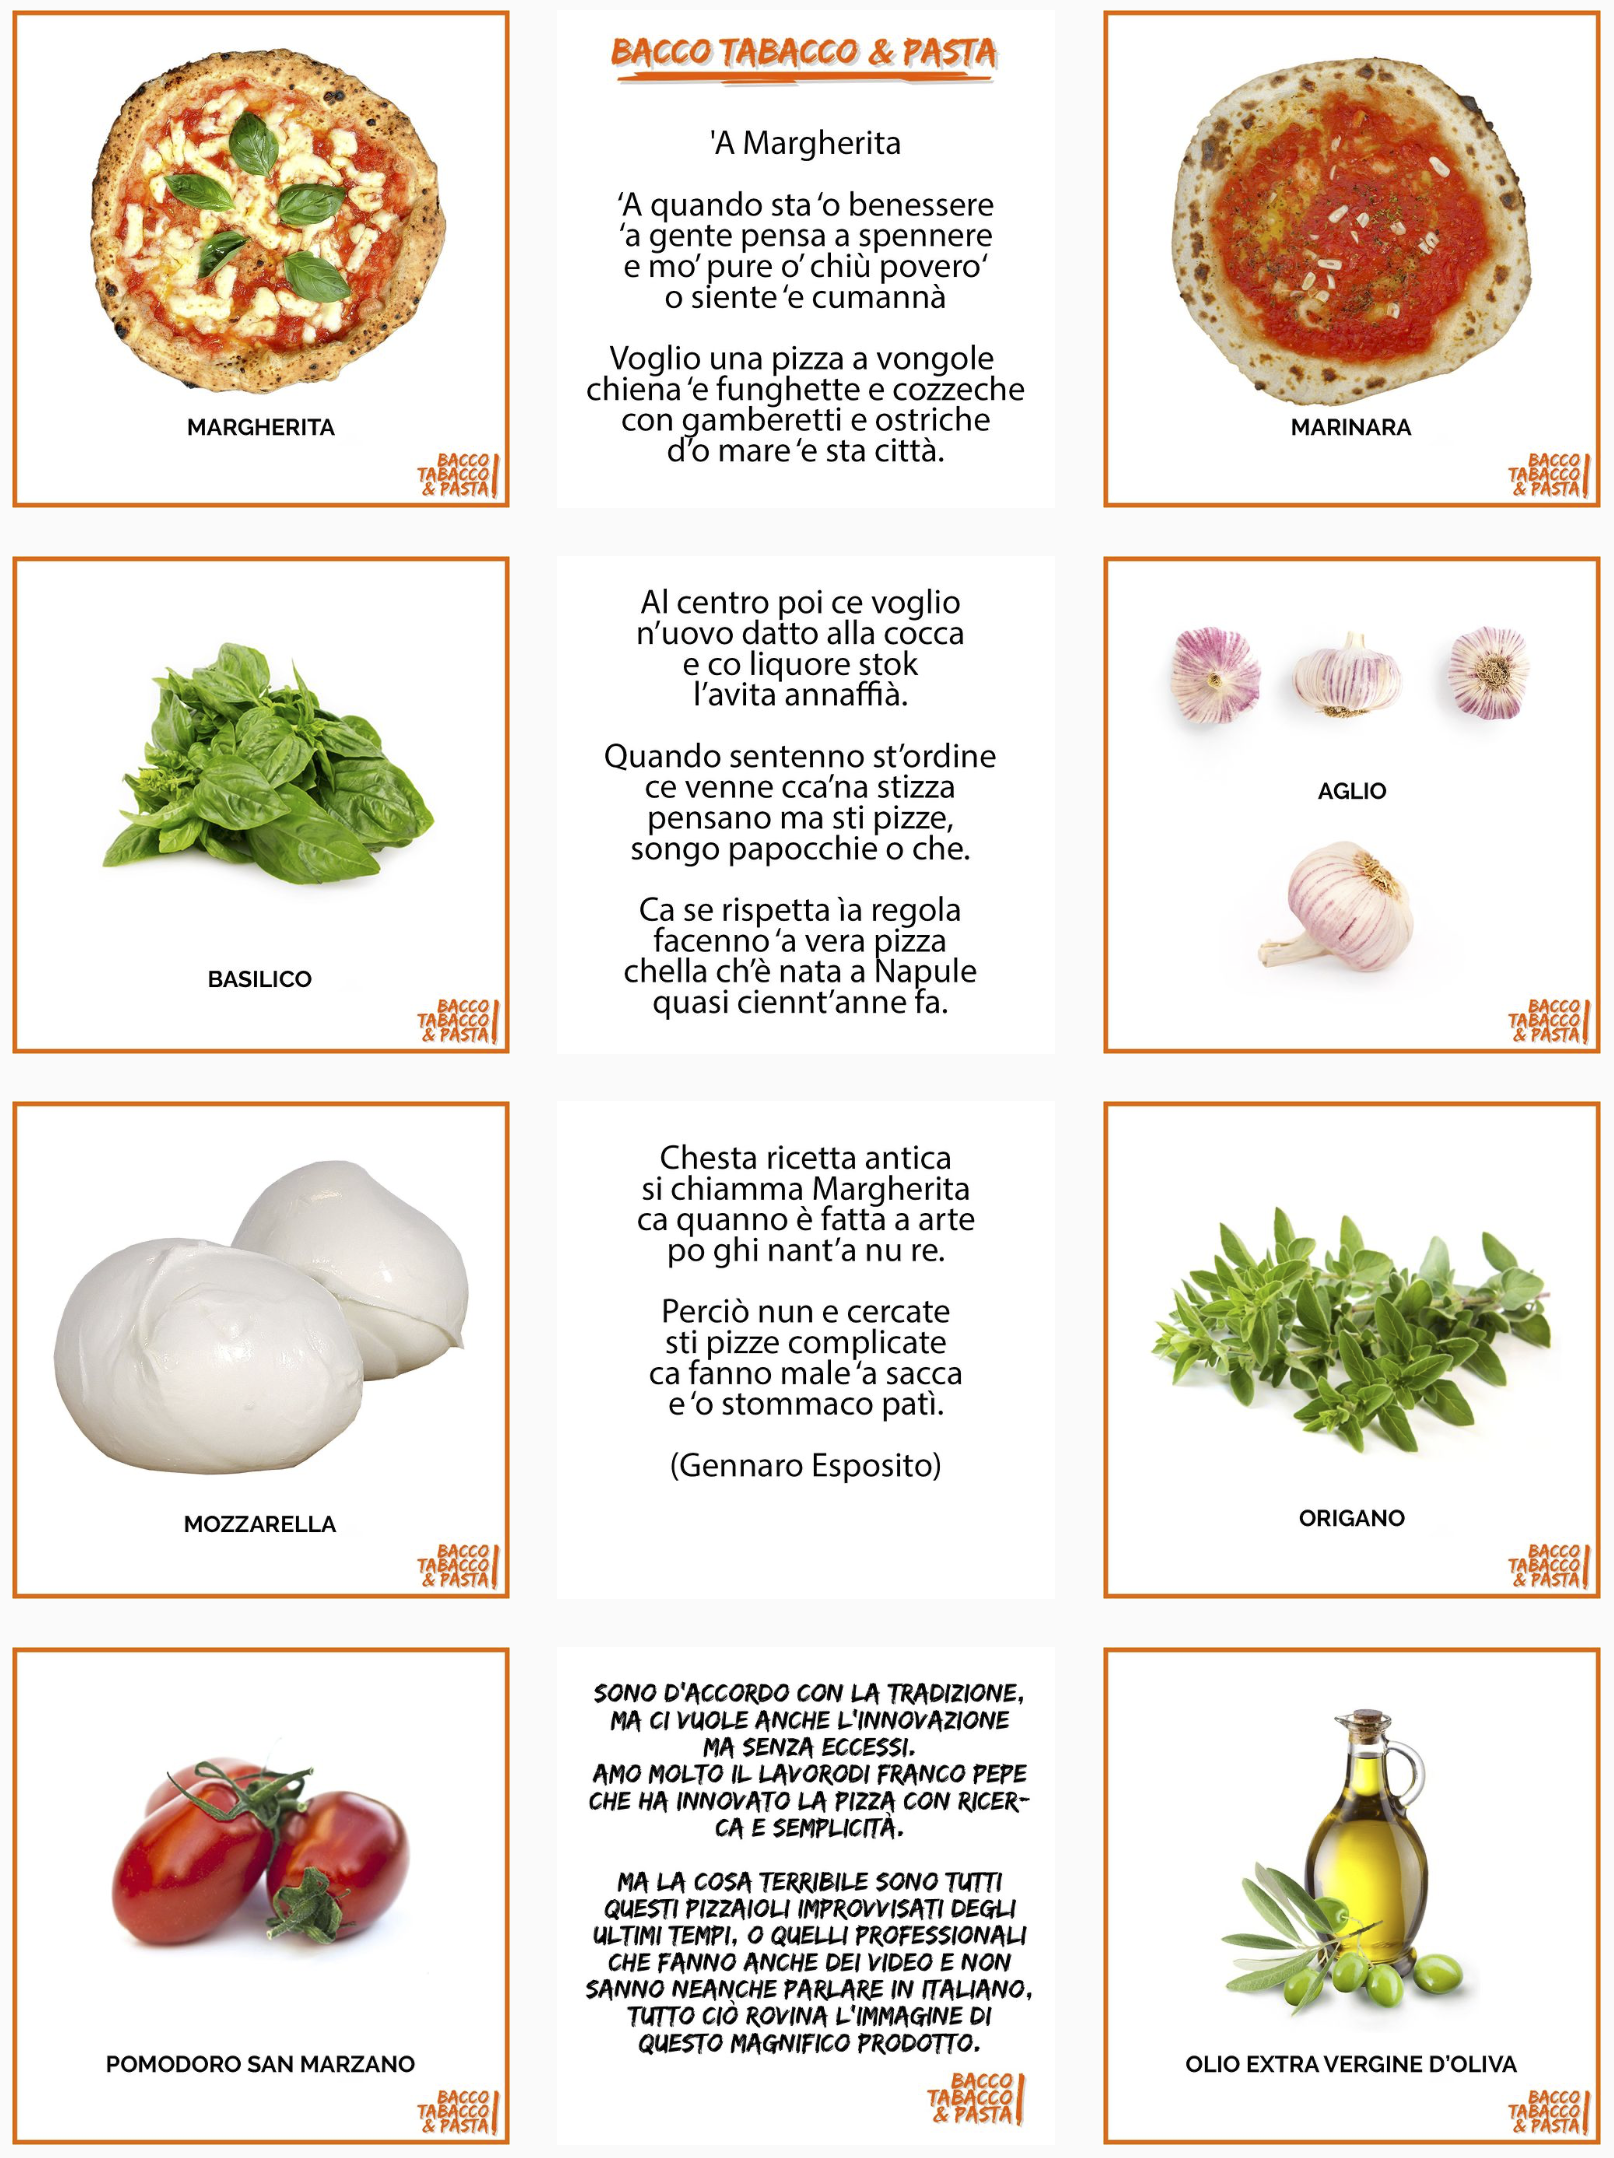 MARGHERITA
BACCO
TABACCO
& PASTA!
BACCO TABACCO & PASTA
'A Margherita
‘A quando sta ‘o benessere
‘a gente pensa a spennere
e mo’ pure o’ chiù povero‘
o siente ‘e cumannà
Voglio una pizza a vongole
chiena ‘e funghette e cozzeche
con gamberetti e ostriche
d’o mare ‘e sta città.
MARINARA
BACCO
TABACCO
& PASTA!
BASILICO
BACCO
TABACCO
& PASTA!
Al centro poi ce voglio
n’uovo datto alla cocca
e co liquore stok
l’avita annaffià.
Quando sentenno st’ordine
ce venne cca’na stizza
pensano ma sti pizze,
songo papocchie o che.
Ca se rispetta ìa regola
facenno ‘a vera pizza
chella ch’è nata a Napule
quasi ciennt’anne fa.
AGLIO
BACCO
TABACCO
& PASTA!
MOZZARELLA
BACCO
TABACCO
& PASTA!
Chesta ricetta antica
si chiamma Margherita
ca quanno è fatta a arte
po ghi nant’a nu re.
Perciò nun e cercate
sti pizze complicate
ca fanno male ‘a sacca
e ‘o stommaco patì.
(Gennaro Esposito)
ORIGANO
BACCO
TABACCO
& PASTA!
POMODORO SAN MARZANO
BACCO
TABACCO
& PASTA!
SONO D'ACCORDO CON LA TRADIZIONE,
MA CI VUOLE ANCHE L'INNOVAZIONE
MA SENZA ECCESSI.
AMO MOLTO IL LAVORODI FRANCO PEPE
CHE HA INNOVATO LA PIZZA CON RICER-
CA E SEMPLICITÀ.
MA LA COSA TERRIBILE SONO TUTTI
QUESTI PIZZAIOLI IMPROVVISATI DEGLI
ULTIMI TEMPI, O QUELLI PROFESSIONALI
CHE FANNO ANCHE DEI VIDEO E NON
SANNO NEANCHE PARLARE IN ITALIANO,
TUTTO CIÒ ROVINA L'IMMAGINE DI
QUESTO MAGNIFICO PRODOTTO.
BACCO
TABACCO
& PASTA!
OLIO EXTRA VERGINE D’OLIVA
BACCO
TABACCO
& PASTA!